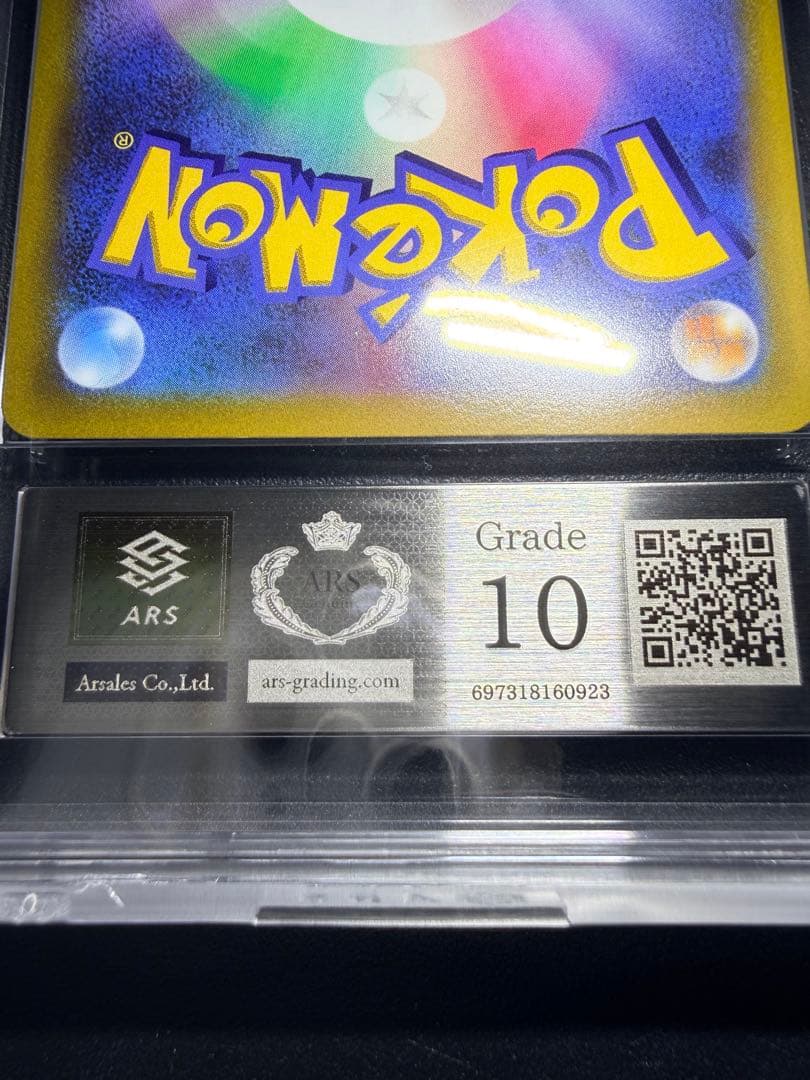 POKéMON
®
ARS
Arsales Co.,Ltd.
ARS
ars-grading.com
Grade
10
697318160923